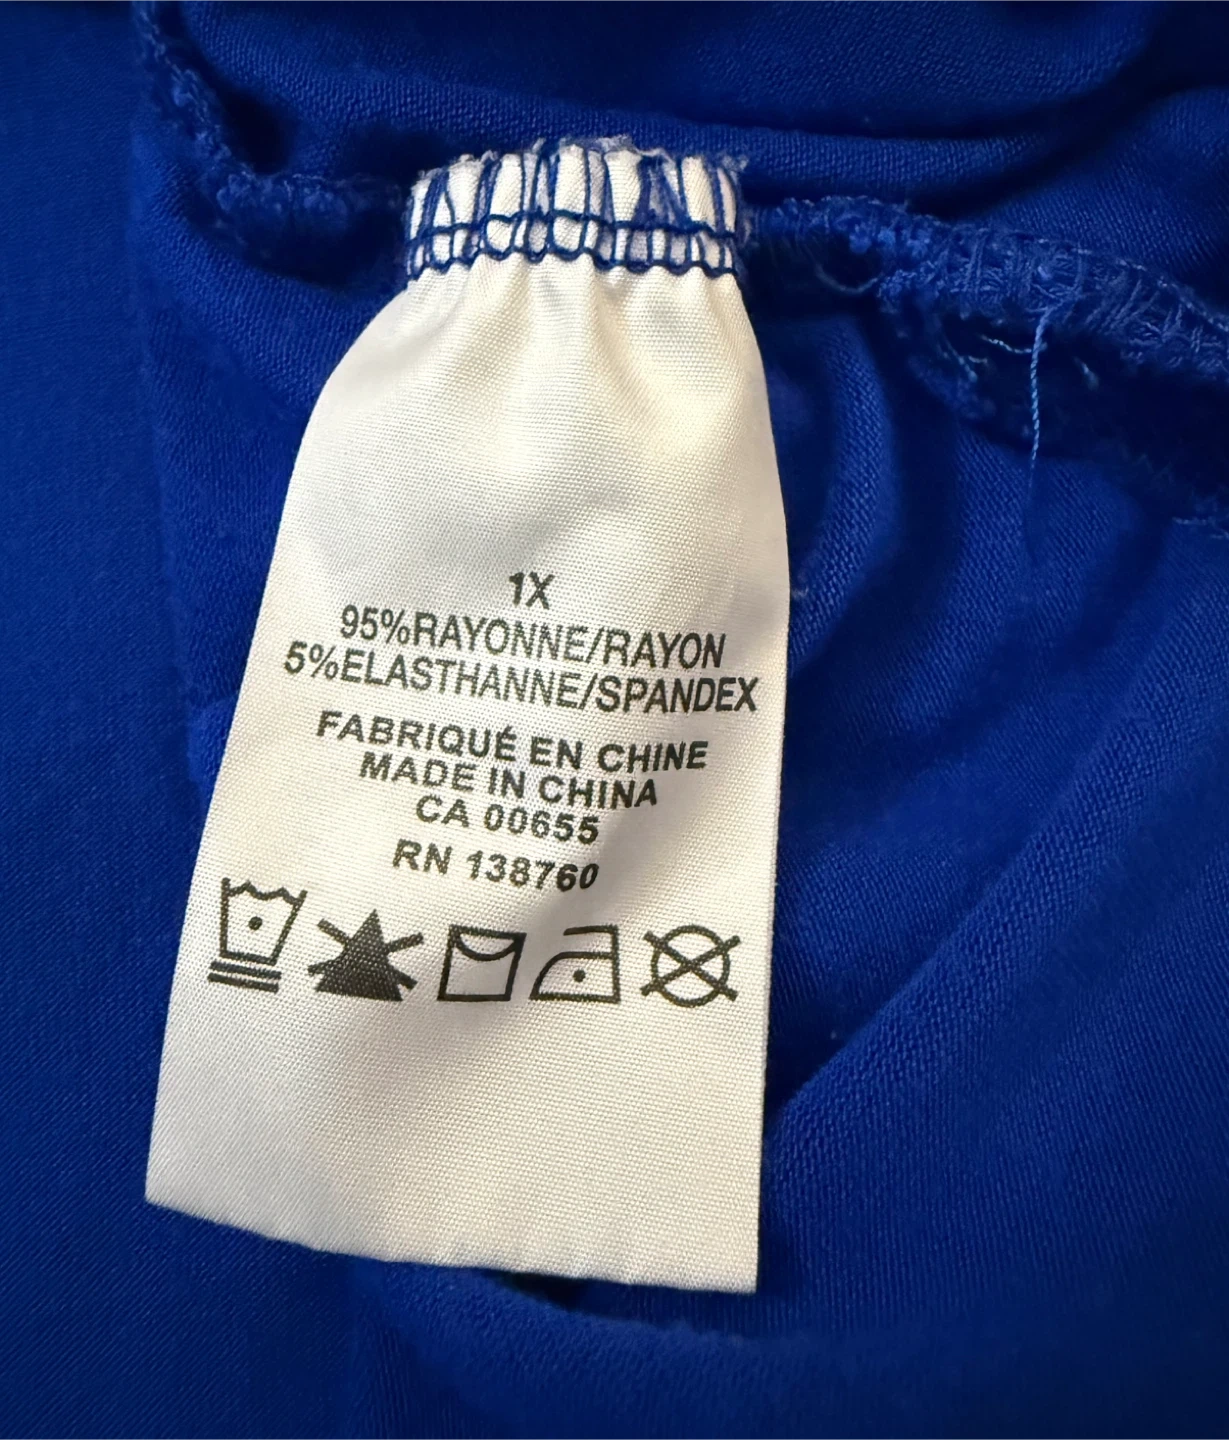 1X
95%RAYONNE/RAYON
5%ELASTHANNE/SPANDEX
FABRIQUÉ EN CHINE
MADE IN CHINA
CA 00655
RN 138760